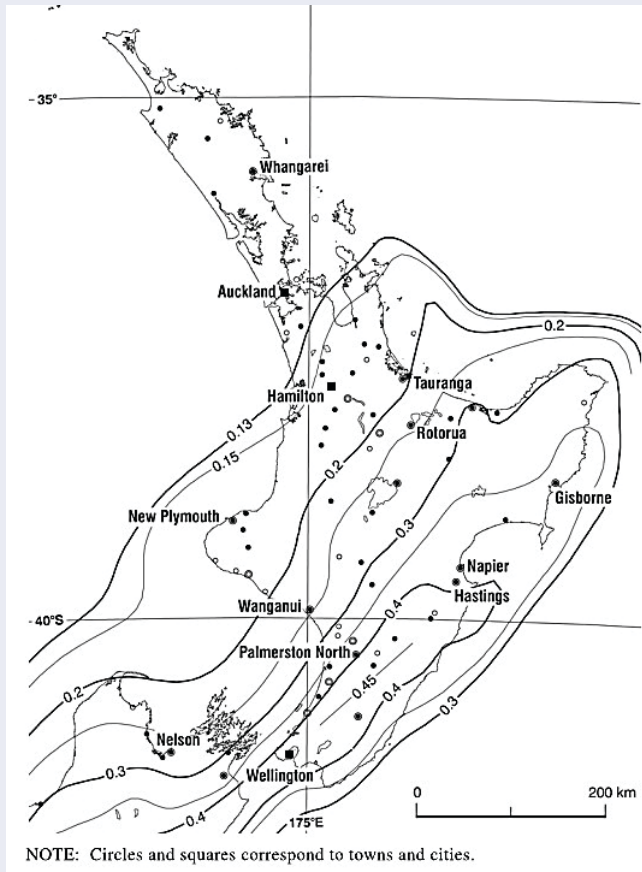 35°
Whangarei
Auckland
0.2
Tauranga
Hamilton
0.13
Rotorua
0.15
0.2
Gisborne
New Plymouth
0.3
Napier
Hastings
Wanganui
0.4
40°S
Palmerston North
0.45
0.4
0.2
0.3
Nelson
0.3
Wellington
0 200 km
0.4
175°E
NOTE: Circles and squares correspond to towns and cities.